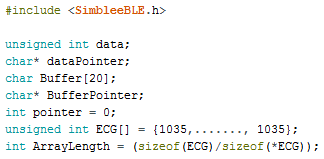 #include <SimbleeBLE.h>
unsigned int data;
char* dataPointer;
char Buffer[20];
char* BufferPointer;
int pointer = 0;
unsigned int ECG[] = {1035,......., 1035};
int ArrayLength = (sizeof(ECG)/sizeof(*ECG));